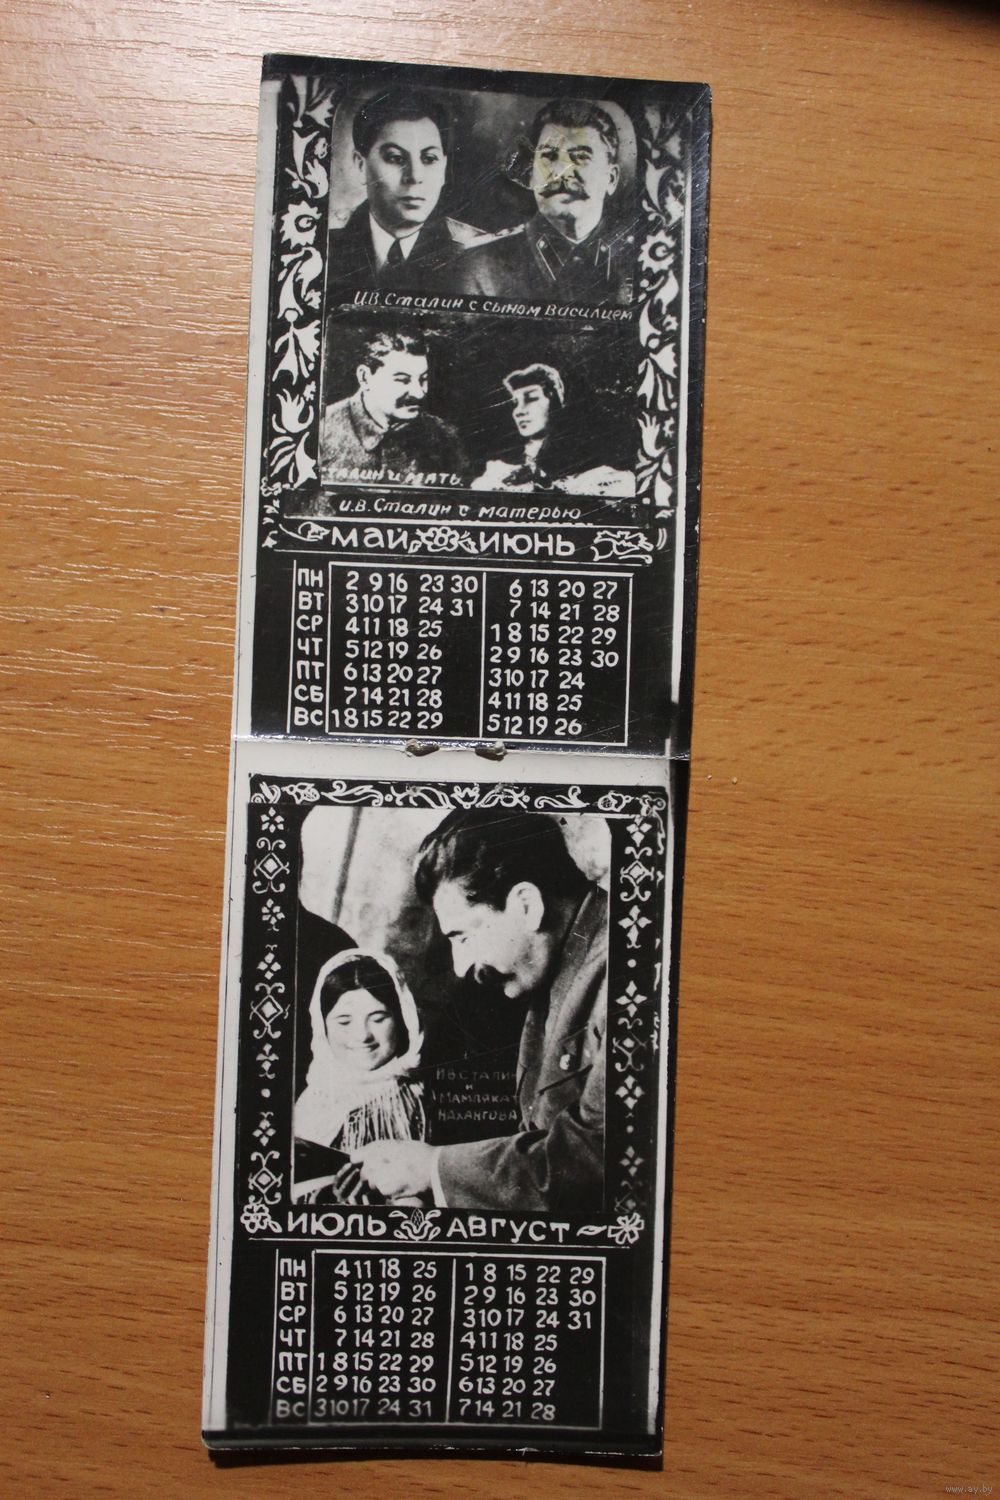 И.В. Сталин с сыном Василием
Сталин и мать.
И.В. Сталин с матерью
МАЙ ИЮНЬ
ПН 2 9 16 23 30 6 13 20 27
ВТ 3 10 17 24 31 7 14 21 28
СР 4 11 18 25 1 8 15 22 29
ЧТ 5 12 19 26 2 9 16 23 30
ПТ 6 13 20 27 3 10 17 24
СБ 7 14 21 28 4 11 18 25
ВС 1 8 15 22 29 5 12 19 26
И.В. СТАЛИН
И
МАМЛЯКАТ
НАХАНГОВА
ИЮЛЬ АВГУСТ
ПН 4 11 18 25 1 8 15 22 29
ВТ 5 12 19 26 2 9 16 23 30
СР 6 13 20 27 3 10 17 24 31
ЧТ 7 14 21 28 4 11 18 25
ПТ 1 8 15 22 29 5 12 19 26
СБ 2 9 16 23 30 6 13 20 27
ВС 3 10 17 24 31 7 14 21 28
www.ay.by